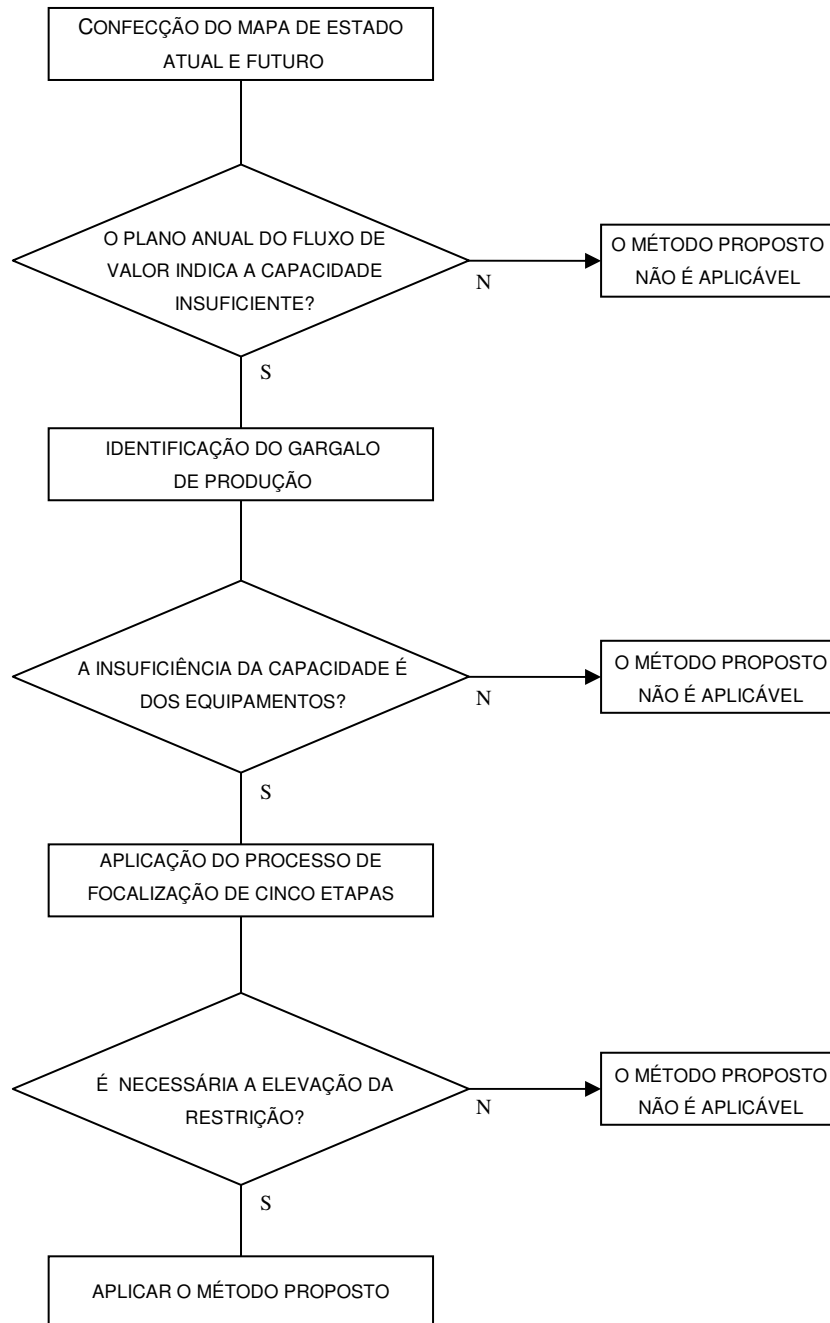 CONFECÇÃO DO MAPA DE ESTADO
ATUAL E FUTURO
O PLANO ANUAL DO FLUXO DE
VALOR INDICA A CAPACIDADE
INSUFICIENTE?
N
O MÉTODO PROPOSTO
NÃO É APLICÁVEL
S
IDENTIFICAÇÃO DO GARGALO
DE PRODUÇÃO
A INSUFICIÊNCIA DA CAPACIDADE É
DOS EQUIPAMENTOS?
N
O MÉTODO PROPOSTO
NÃO É APLICÁVEL
S
APLICAÇÃO DO PROCESSO DE
FOCALIZAÇÃO DE CINCO ETAPAS
É NECESSÁRIA A ELEVAÇÃO DA
RESTRIÇÃO?
N
O MÉTODO PROPOSTO
NÃO É APLICÁVEL
S
APLICAR O MÉTODO PROPOSTO